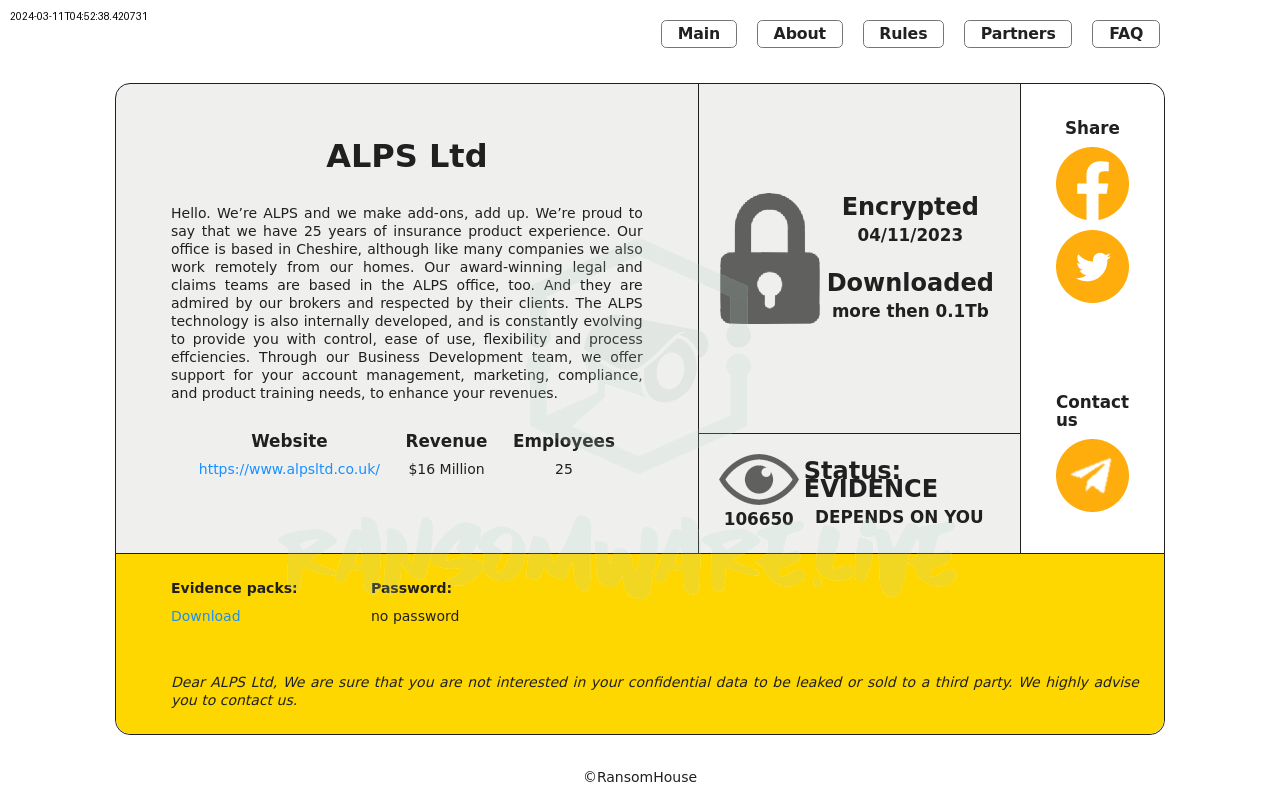 2024-03-11T04:52:38.420731
Main
About
Rules
Partners
FAQ
ALPS Ltd
Hello. We’re ALPS and we make add-ons, add up. We’re proud to
say that we have 25 years of insurance product experience. Our
office is based in Cheshire, although like many companies we also
work remotely from our homes. Our award-winning legal and
claims teams are based in the ALPS office, too. And they are
admired by our brokers and respected by their clients. The ALPS
technology is also internally developed, and is constantly evolving
to provide you with control, ease of use, flexibility and process
effciencies. Through our Business Development team, we offer
support for your account management, marketing, compliance,
and product training needs, to enhance your revenues.
Website Revenue Employees
https://www.alpsltd.co.uk/ $16 Million 25
Encrypted
04/11/2023
Downloaded
more then 0.1Tb
Status:
EVIDENCE
106650
DEPENDS ON YOU
Share
Contact
us
RANSOMWARE.LIVE
Evidence packs: Password:
Download no password
Dear ALPS Ltd, We are sure that you are not interested in your confidential data to be leaked or sold to a third party. We highly advise
you to contact us.
©RansomHouse